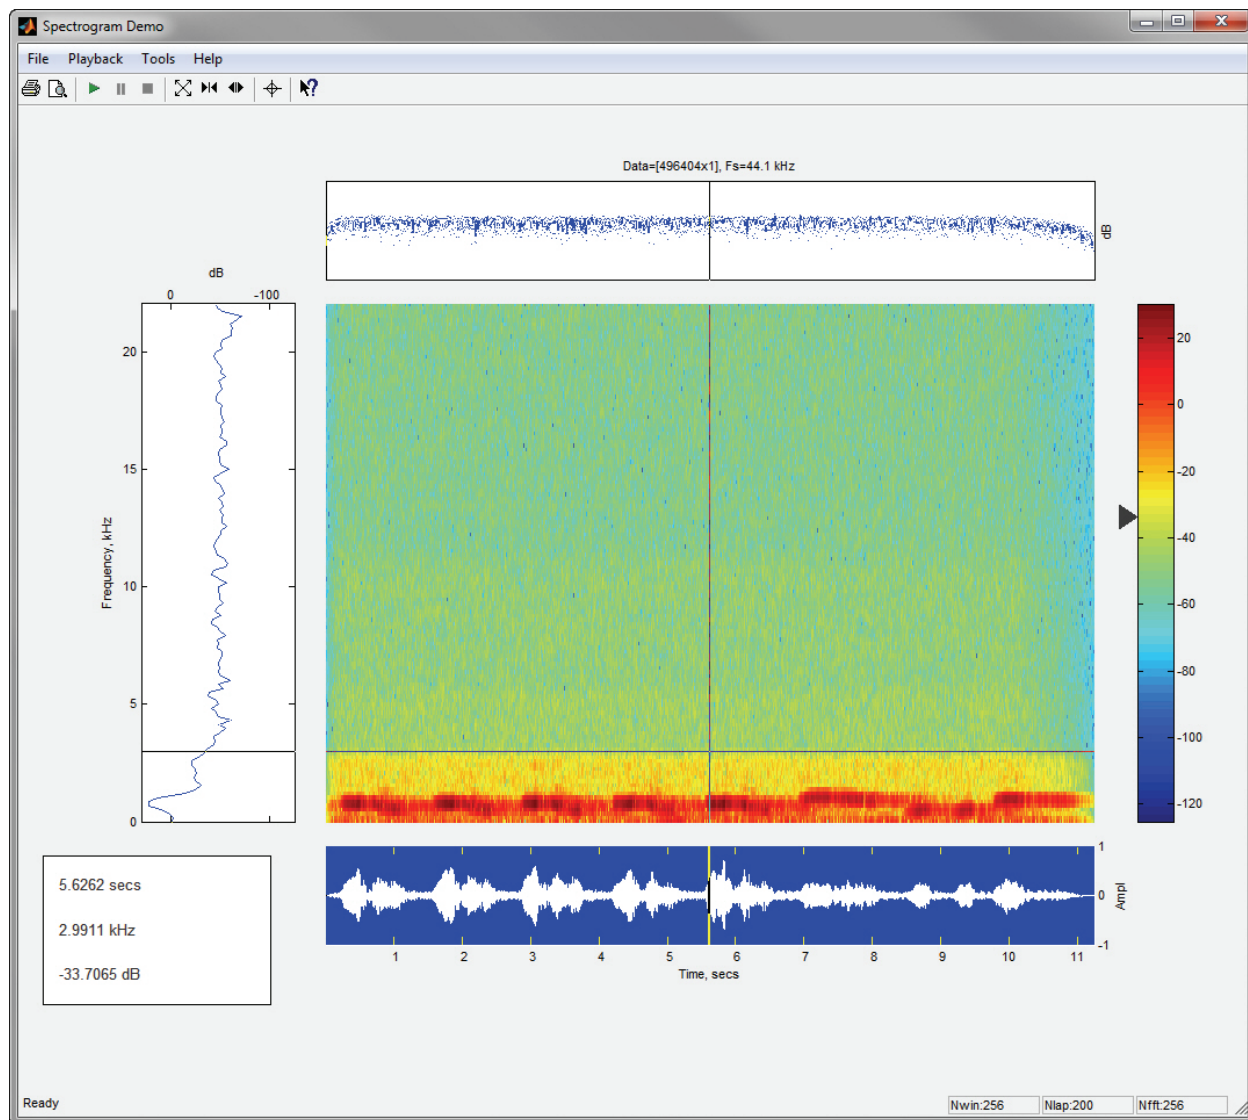 Spectrogram Demo
File Playback Tools Help
Data=[496404x1], Fs=44.1 kHz
dB
dB
0 -100
20
15
10
5
0
Frequency, kHz
20
0
-20
-40
-60
-80
-100
-120
1
0
-1
Ampl
1 2 3 4 5 6 7 8 9 10 11
Time, secs
5.6262 secs
2.9911 kHz
-33.7065 dB
Ready
Nwin:256 Nlap:200 Nfft:256